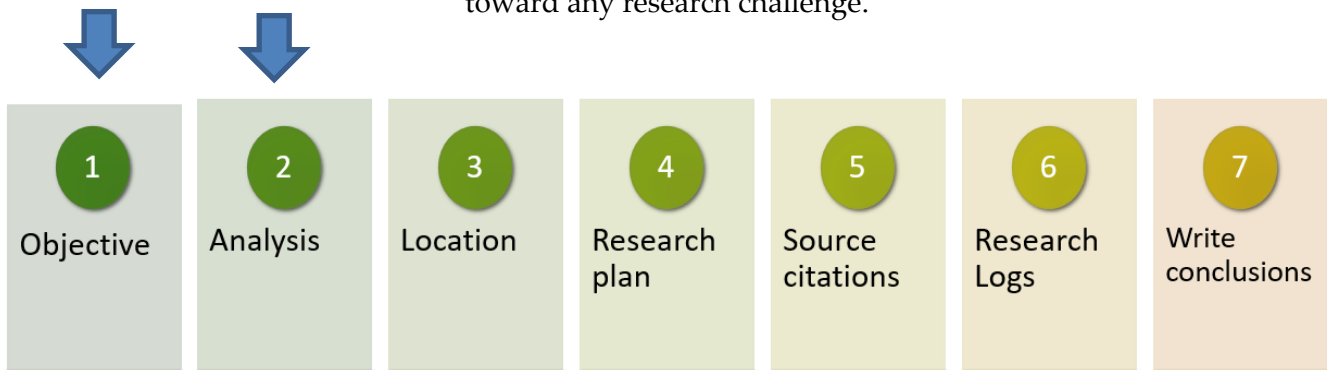 toward any research challenge.
1
Objective
2
Analysis
3
Location
4
Research
plan
5
Source
citations
6
Research
Logs
7
Write
conclusions